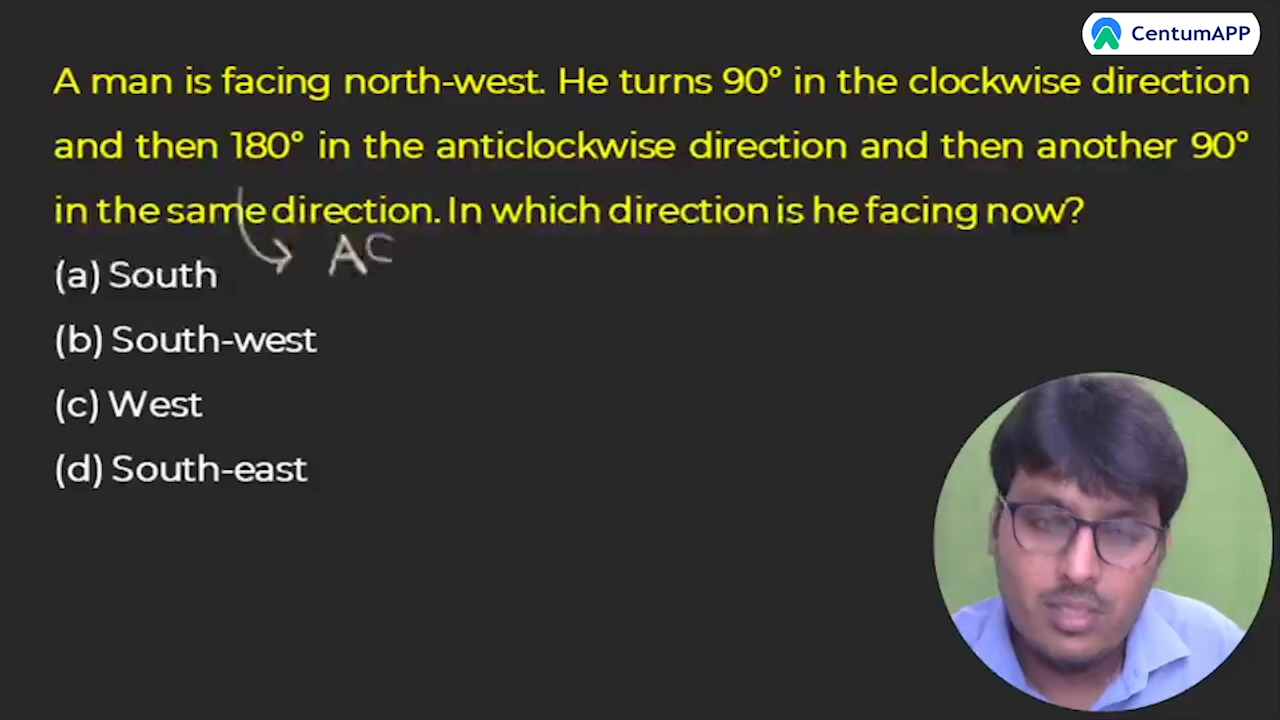 CentumAPP
A man is facing north-west. He turns 90° in the clockwise direction
and then 180° in the anticlockwise direction and then another 90°
in the same direction. In which direction is he facing now?
AC
(a) South
(b) South-west
(c) West
(d) South-east